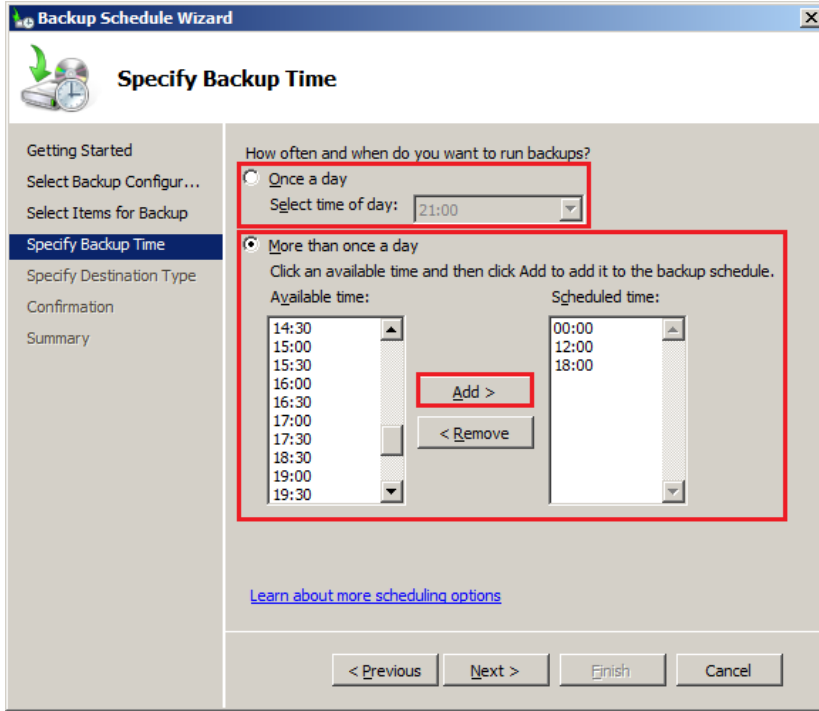 Backup Schedule Wizard
Specify Backup Time
Getting Started
Select Backup Configur...
Select Items for Backup
Specify Backup Time
Specify Destination Type
Confirmation
Summary
How often and when do you want to run backups?
Once a day
Select time of day: 21:00
More than once a day
Click an available time and then click Add to add it to the backup schedule.
Available time:
14:30
15:00
15:30
16:00
16:30
17:00
17:30
18:30
19:00
19:30
Add >
< Remove
Scheduled time:
00:00
12:00
18:00
Learn about more scheduling options
< Previous Next > Finish Cancel